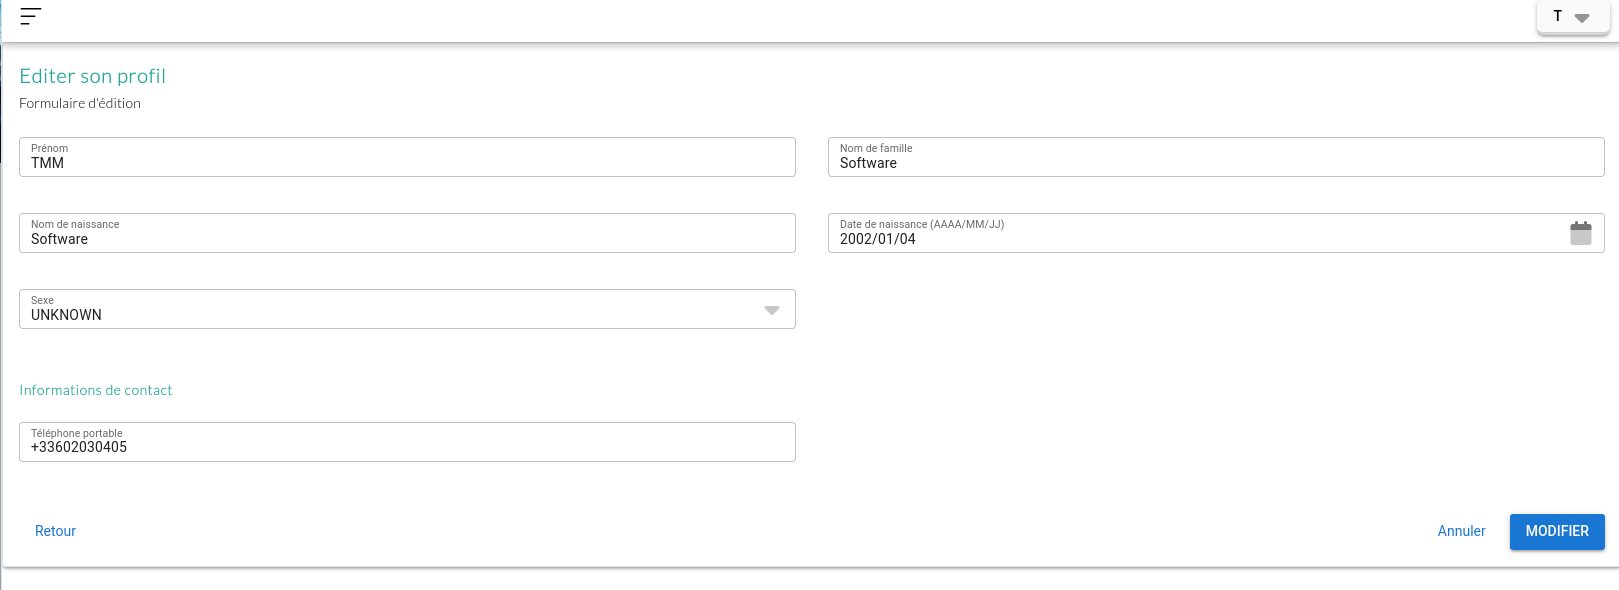 T
Editer son profil
Formulaire d'édition
Prénom
TMM
Nom de famille
Software
Nom de naissance
Software
Date de naissance (AAAA/MM/JJ)
2002/01/04
Sexe
UNKNOWN
Informations de contact
Téléphone portable
+33602030405
Retour
Annuler
MODIFIER